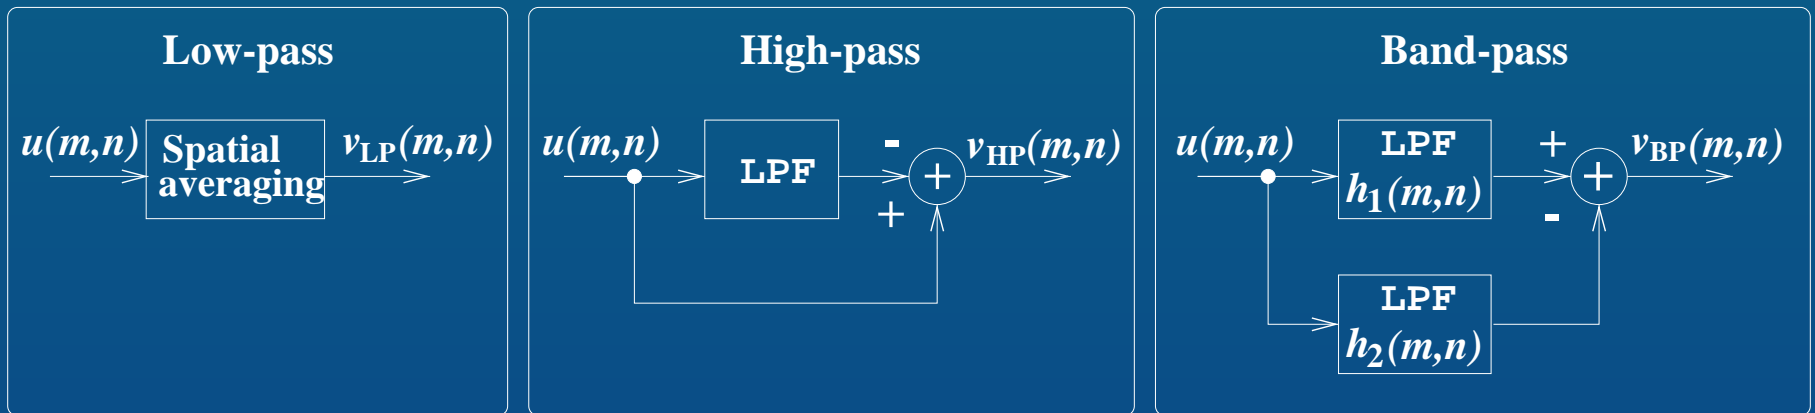 Low-pass
u(m,n)
Spatial
averaging
vLP(m,n)
High-pass
u(m,n)
LPF
-
+
+
vHP(m,n)
Band-pass
u(m,n)
LPF
h1(m,n)
+
-
+
vBP(m,n)
LPF
h2(m,n)